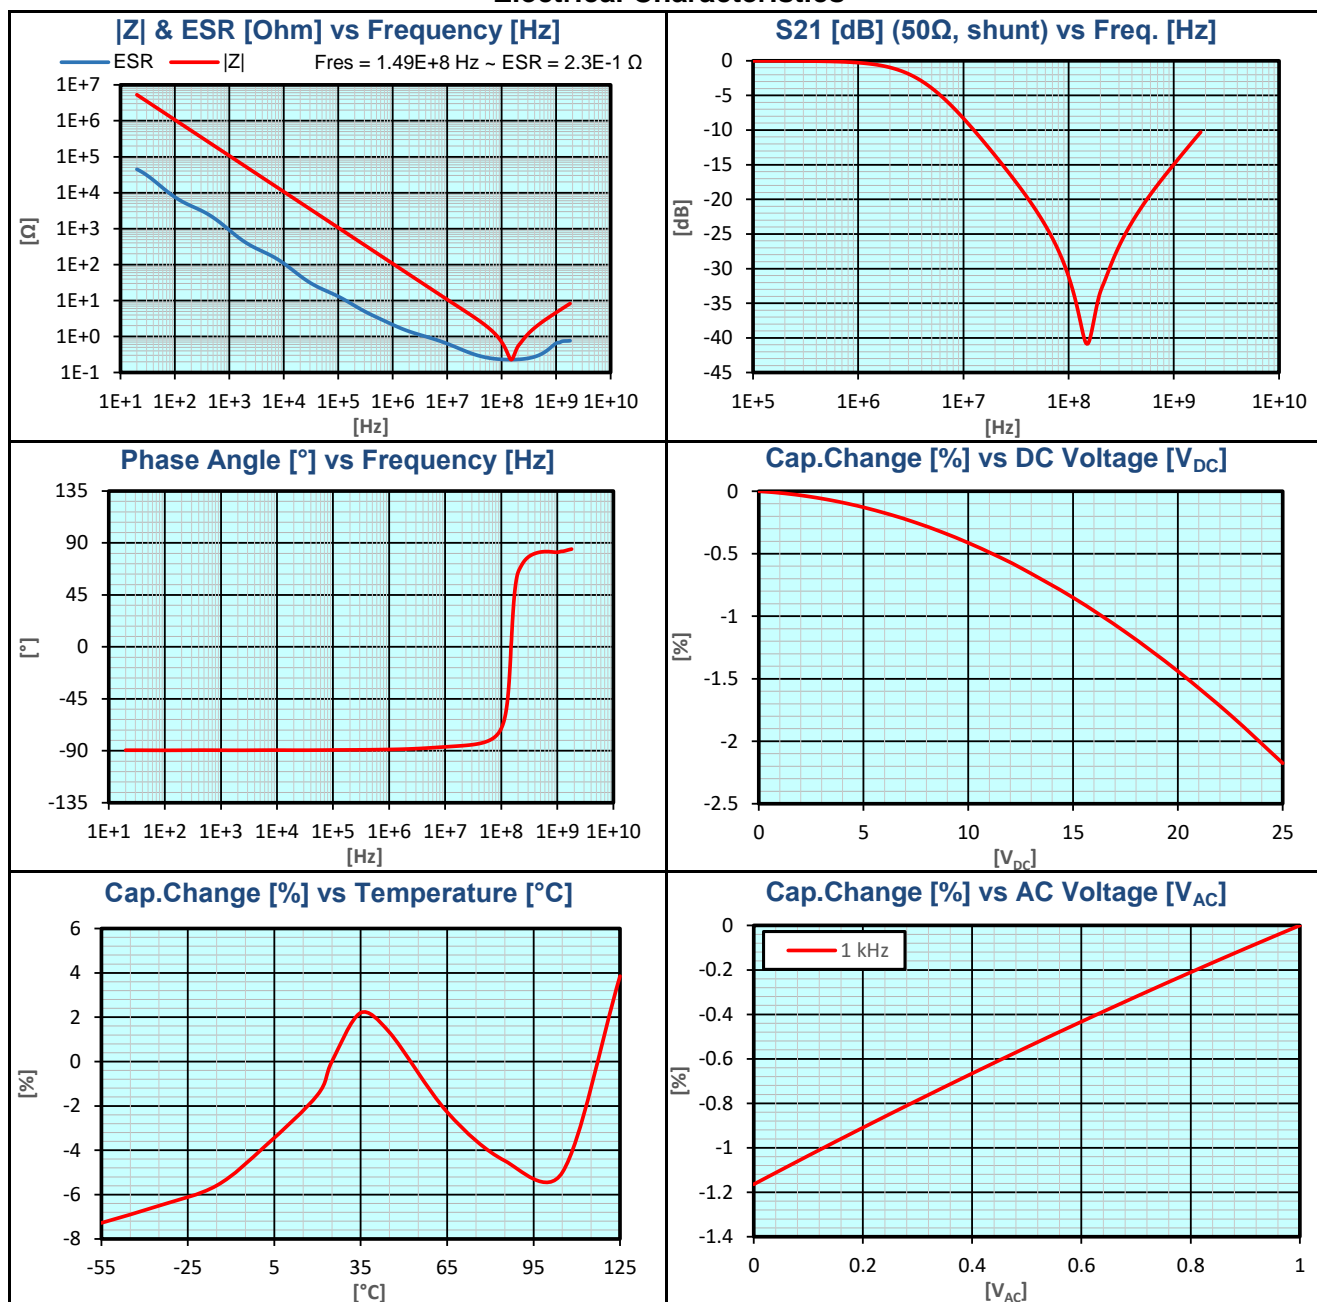 |Z| & ESR [Ohm] vs Frequency [Hz]
ESR |Z| Fres = 1.49E+8 Hz ~ ESR = 2.3E-1 Ω
1E+7
1E+6
1E+5
1E+4
1E+3
1E+2
1E+1
1E+0
1E-1
[Ω]
1E+1 1E+2 1E+3 1E+4 1E+5 1E+6 1E+7 1E+8 1E+9 1E+10
[Hz]
S21 [dB] (50Ω, shunt) vs Freq. [Hz]
0
-5
-10
-15
-20
-25
-30
-35
-40
-45
[dB]
1E+5 1E+6 1E+7 1E+8 1E+9 1E+10
[Hz]
Phase Angle [°] vs Frequency [Hz]
135
90
45
0
-45
-90
-135
[°]
1E+1 1E+2 1E+3 1E+4 1E+5 1E+6 1E+7 1E+8 1E+9 1E+10
[Hz]
Cap.Change [%] vs DC Voltage [VDC]
0
-0.5
-1
-1.5
-2
-2.5
[%]
0 5 10 15 20 25
[VDC]
Cap.Change [%] vs Temperature [°C]
6
4
2
0
-2
-4
-6
-8
[%]
-55 -25 5 35 65 95 125
[°C]
Cap.Change [%] vs AC Voltage [VAC]
1 kHz
0
-0.2
-0.4
-0.6
-0.8
-1
-1.2
-1.4
[%]
0 0.2 0.4 0.6 0.8 1
[VAC]